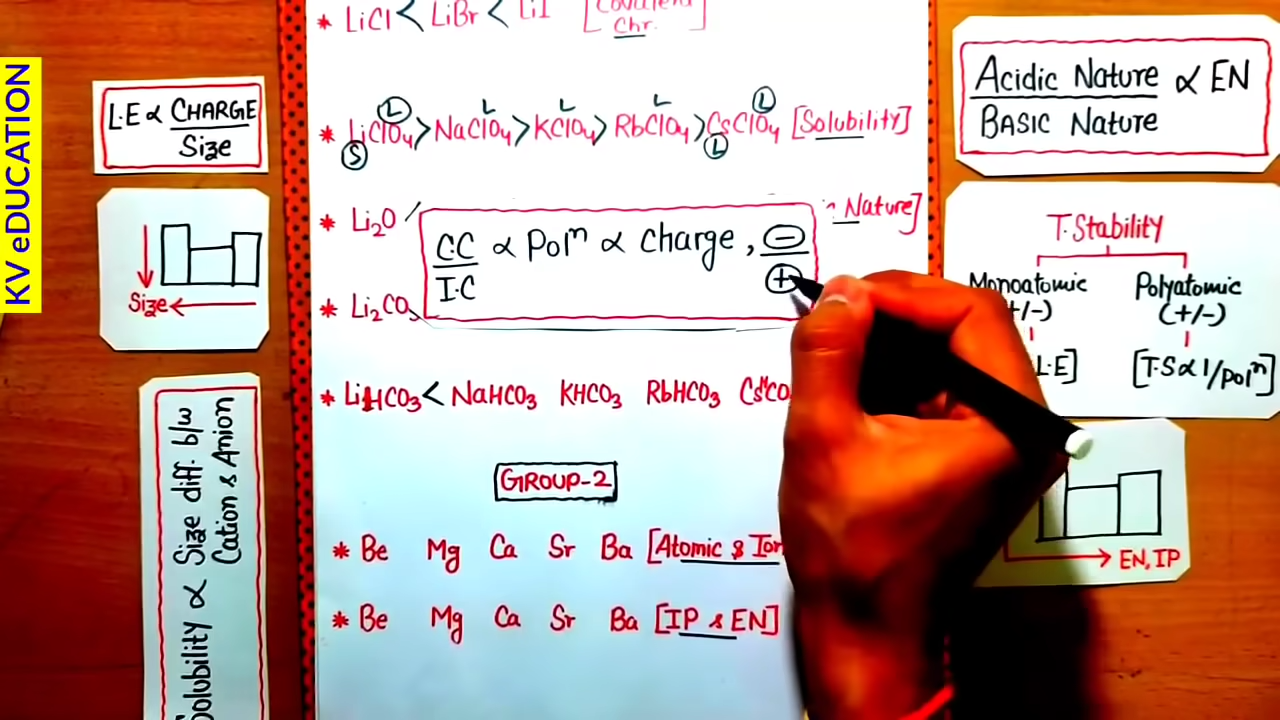 KV eDUCATION
L.E ∝ CHARGE
Size
Size
Solubility ∝ Size diff. b/w
Cation & Anion
* LiCl < LiBr < LiI [Covalent
Chr.]
* LiClO4 > NaClO4 > KClO4 > RbClO4 > CsClO4 [Solubility]
L L L L L
S L
* Li2O
Nature]
CC ∝ Polⁿ ∝ Charge, ⊖
I.C ⊕
* Li2CO3
* LiHCO3 < NaHCO3 KHCO3 RbHCO3
GROUP-2
* Be Mg Ca Sr Ba [Atomic &
* Be Mg Ca Sr Ba [IP & EN]
Acidic Nature ∝ EN
BASIC Nature
T.Stability
Monoatomic Polyatomic
(+/-)
L.E] [T.S ∝ 1/Polⁿ]
EN, IP